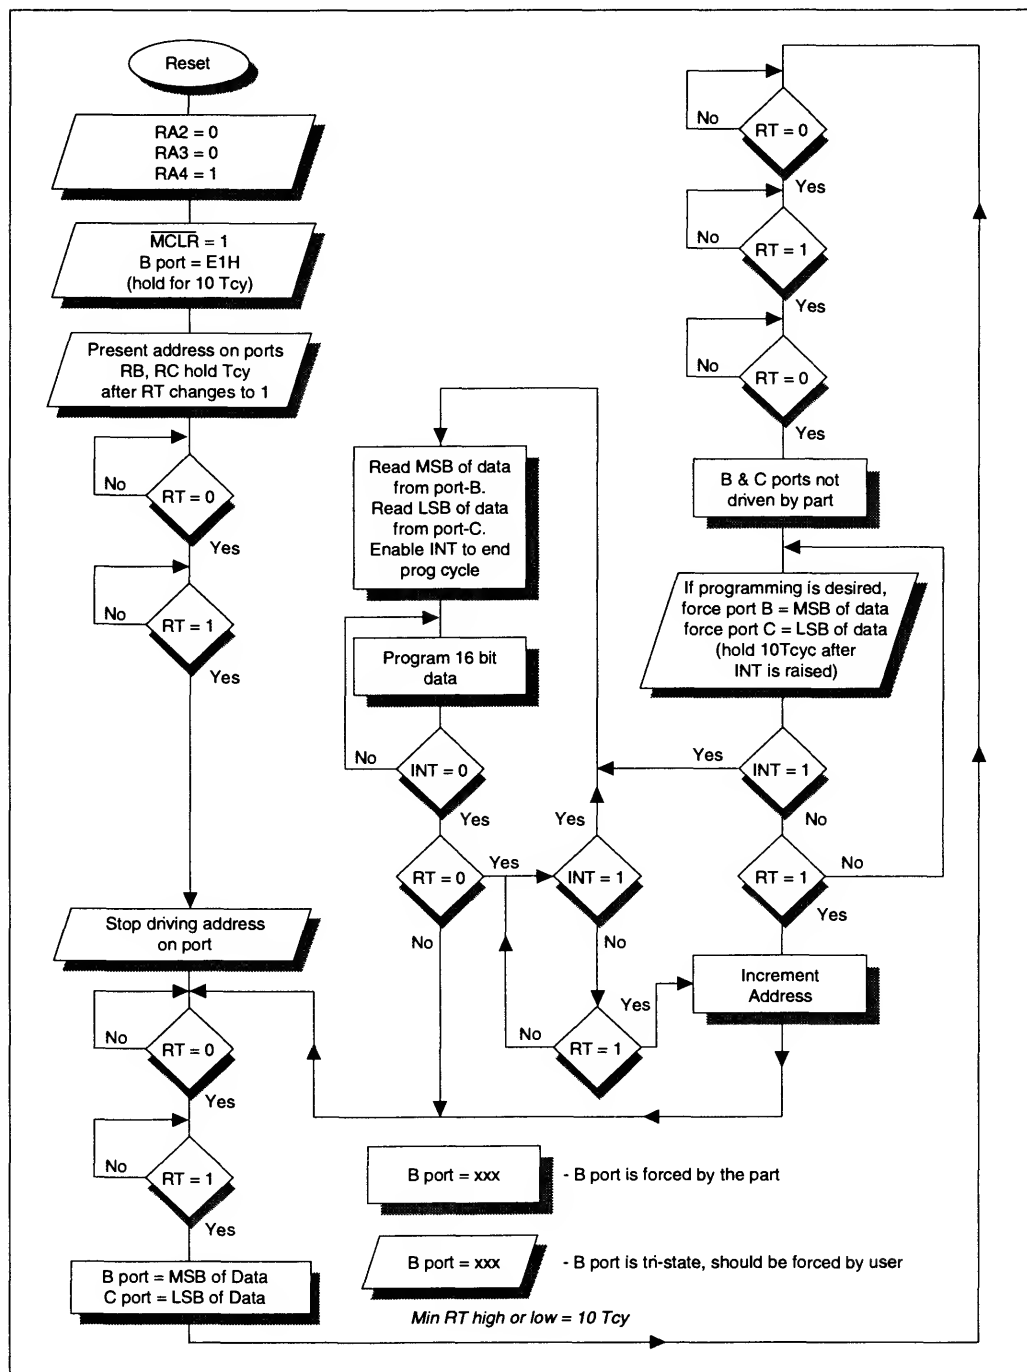 Reset
RA2 = 0
RA3 = 0
RA4 = 1
MCLR = 1
B port = E1H
(hold for 10 Tcy)
Present address on ports
RB, RC hold Tcy
after RT changes to 1
No
RT = 0
Yes
No
RT = 1
Yes
Stop driving address
on port
No
RT = 0
Yes
No
RT = 1
Yes
B port = MSB of Data
C port = LSB of Data
Read MSB of data
from port-B.
Read LSB of data
from port-C.
Enable INT to end
prog cycle
Program 16 bit
data
No
INT = 0
Yes
RT = 0
Yes
No
Yes
INT = 1
No
No
RT = 1
Yes
No
RT = 0
Yes
No
RT = 1
Yes
No
RT = 0
Yes
B & C ports not
driven by part
If programming is desired,
force port B = MSB of data
force port C = LSB of data
(hold 10Tcyc after
INT is raised)
Yes
INT = 1
No
RT = 1
No
Yes
Increment
Address
B port = xxx
- B port is forced by the part
B port = xxx
- B port is tri-state, should be forced by user
Min RT high or low = 10 Tcy